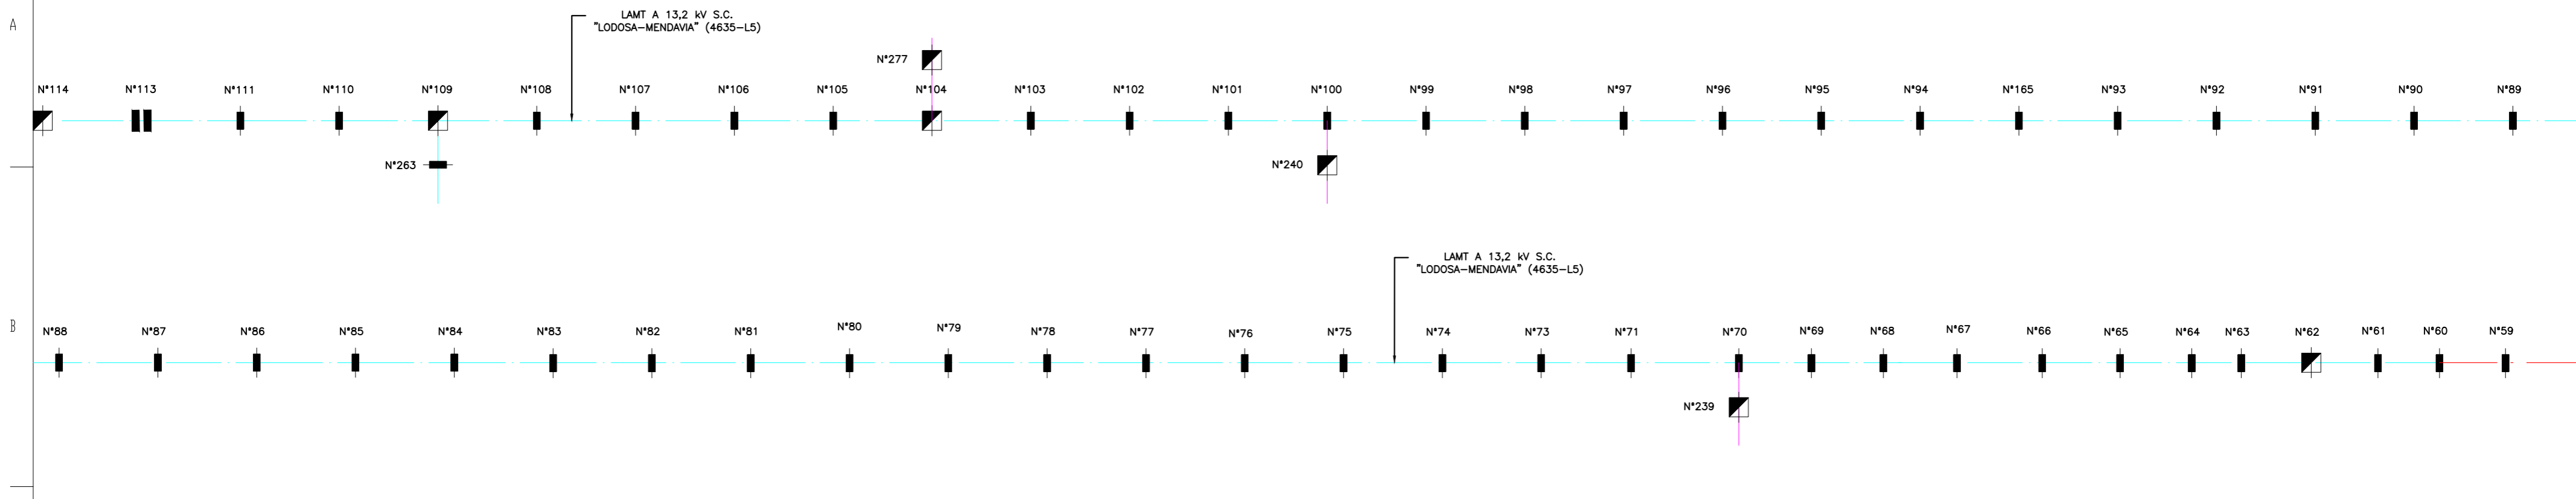 A
LAMT A 13,2 kV S.C.
"LODOSA-MENDAVIA" (4635-L5)
N°277
N°114 N°113 N°111 N°110 N°109 N°108 N°107 N°106 N°105 N°104 N°103 N°102 N°101 N°100 N°99 N°98 N°97 N°96 N°95 N°94 N°165 N°93 N°92 N°91 N°90 N°89
N°263 N°240
LAMT A 13,2 kV S.C.
"LODOSA-MENDAVIA" (4635-L5)
B
N°88 N°87 N°86 N°85 N°84 N°83 N°82 N°81 N°80 N°79 N°78 N°77 N°76 N°75 N°74 N°73 N°71 N°70 N°69 N°68 N°67 N°66 N°65 N°64 N°63 N°62 N°61 N°60 N°59
N°239